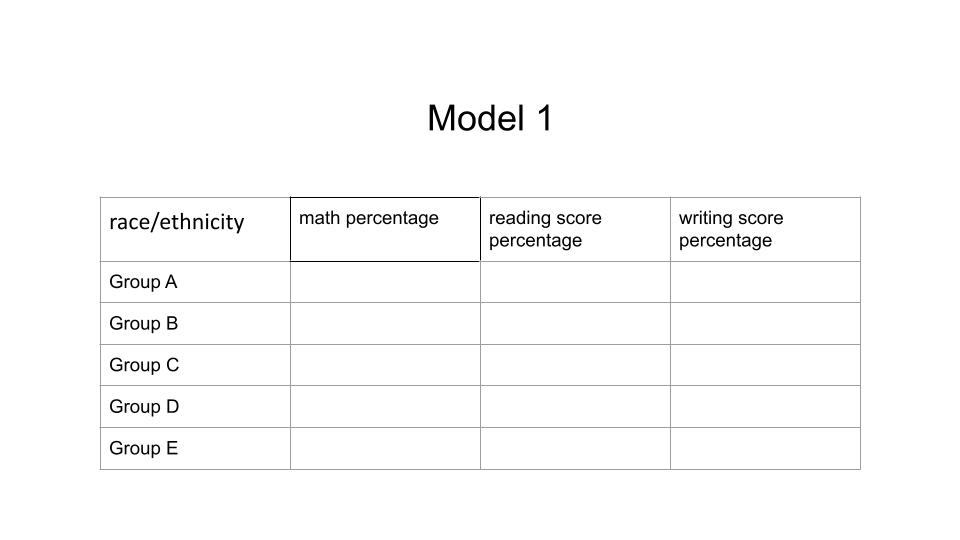 Model 1
race/ethnicity
math percentage
reading score
percentage
writing score
percentage
Group A
Group B
Group C
Group D
Group E